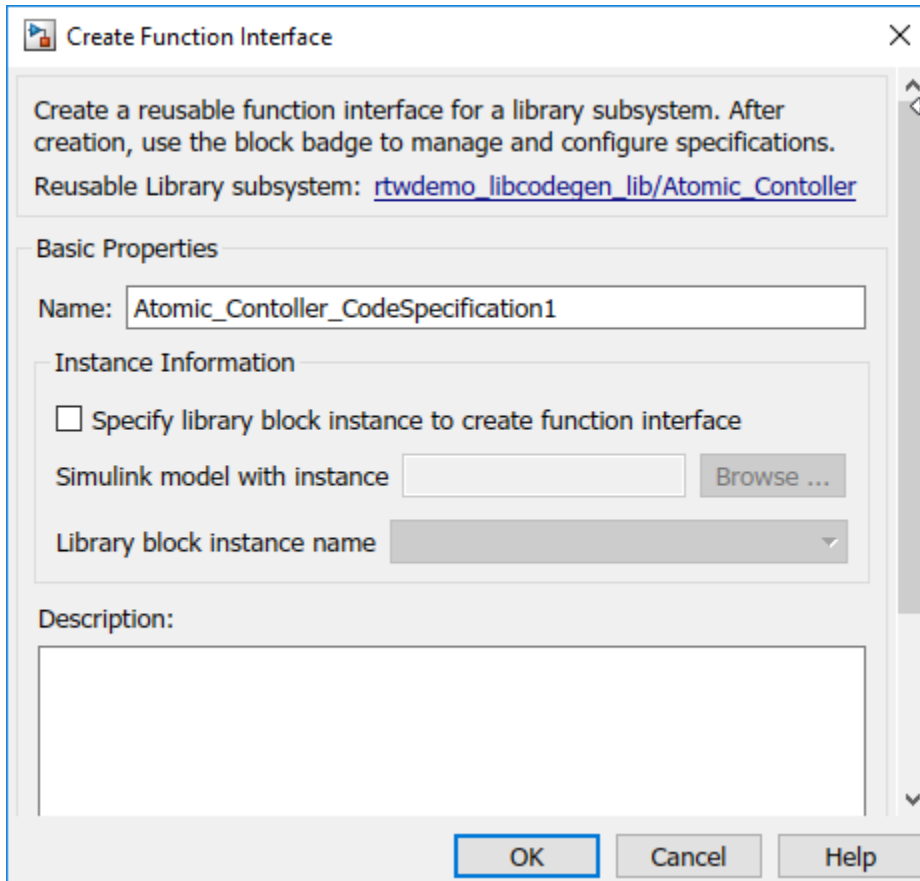 Create Function Interface
Create a reusable function interface for a library subsystem. After
creation, use the block badge to manage and configure specifications.
Reusable Library subsystem: rtwdemo_libcodegen_lib/Atomic_Contoller
Basic Properties
Name: Atomic_Contoller_CodeSpecification1
Instance Information
Specify library block instance to create function interface
Simulink model with instance Browse ...
Library block instance name
Description:
OK Cancel Help